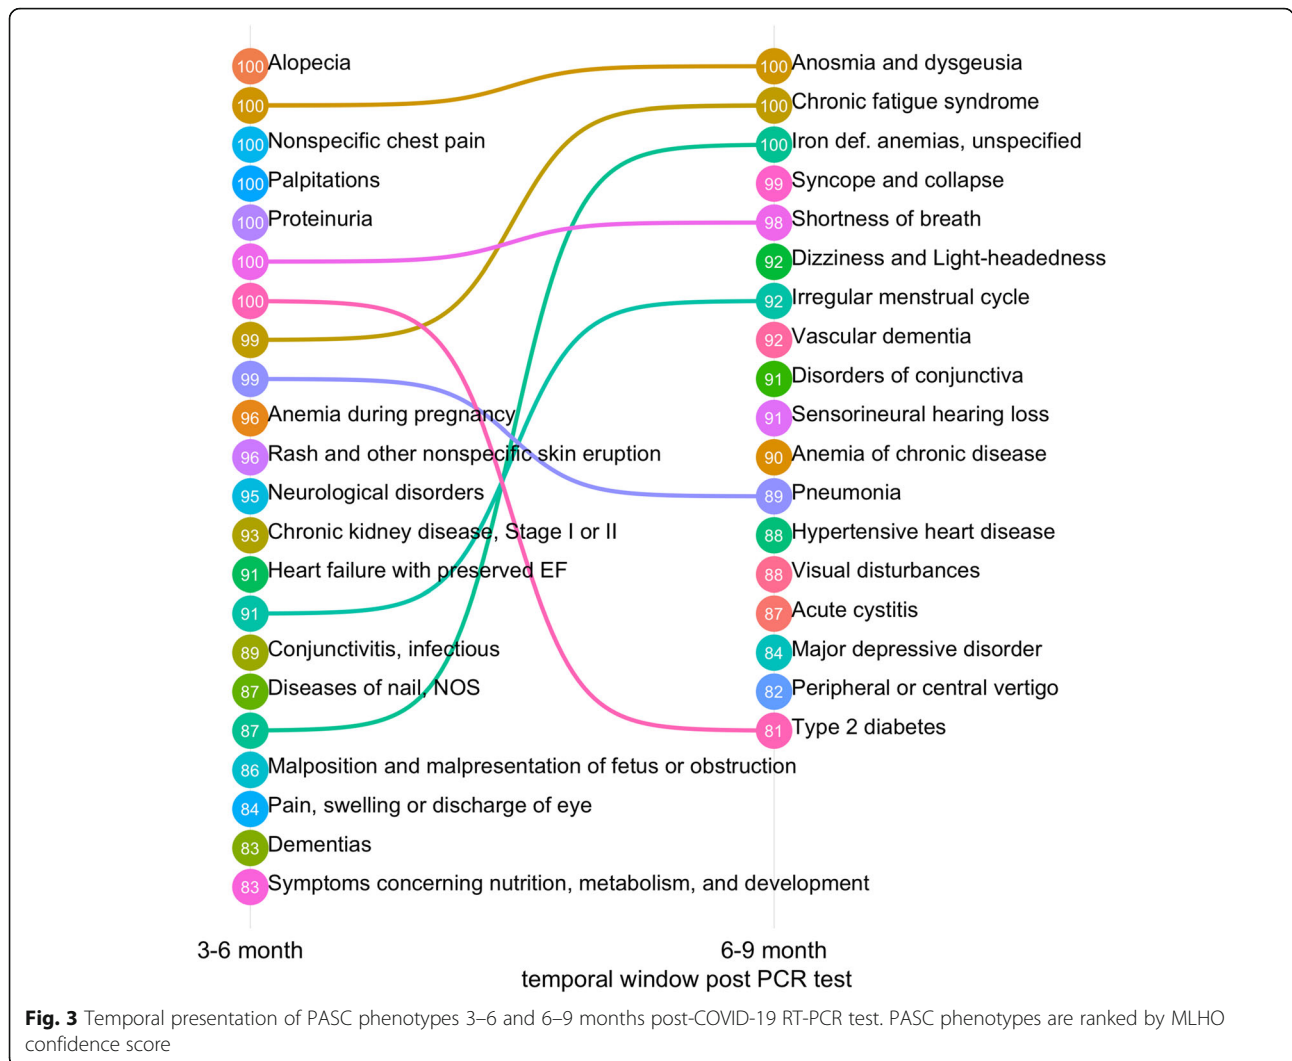 100 Alopecia
100
100 Nonspecific chest pain
100 Palpitations
100 Proteinuria
100
100
99
99
96 Anemia during pregnancy
96 Rash and other nonspecific skin eruption
95 Neurological disorders
93 Chronic kidney disease, Stage I or II
91 Heart failure with preserved EF
91
89 Conjunctivitis, infectious
87 Diseases of nail, NOS
87
86 Malposition and malpresentation of fetus or obstruction
84 Pain, swelling or discharge of eye
83 Dementias
83 Symptoms concerning nutrition, metabolism, and development
100 Anosmia and dysgeusia
100 Chronic fatigue syndrome
100 Iron def. anemias, unspecified
99 Syncope and collapse
98 Shortness of breath
92 Dizziness and Light-headedness
92 Irregular menstrual cycle
92 Vascular dementia
91 Disorders of conjunctiva
91 Sensorineural hearing loss
90 Anemia of chronic disease
89 Pneumonia
88 Hypertensive heart disease
88 Visual disturbances
87 Acute cystitis
84 Major depressive disorder
82 Peripheral or central vertigo
81 Type 2 diabetes
3-6 month
6-9 month
temporal window post PCR test
Fig. 3 Temporal presentation of PASC phenotypes 3–6 and 6–9 months post-COVID-19 RT-PCR test. PASC phenotypes are ranked by MLHO
confidence score